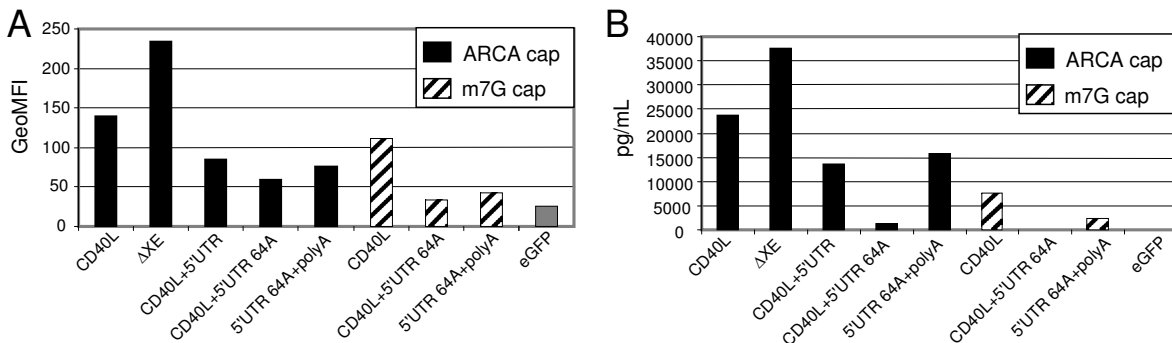 A
GeoMFI
250
200
150
100
50
0
ARCA cap
m7G cap
CD40L
ΔXE
CD40L+5'UTR
CD40L+5'UTR 64A
5'UTR 64A+polyA
CD40L
CD40L+5'UTR 64A
5'UTR 64A+polyA
eGFP
B
pg/mL
40000
35000
30000
25000
20000
15000
10000
5000
0
ARCA cap
m7G cap
CD40L
ΔXE
CD40L+5'UTR
CD40L+5'UTR 64A
5'UTR 64A+polyA
CD40L
CD40L+5'UTR 64A
5'UTR 64A+polyA
eGFP